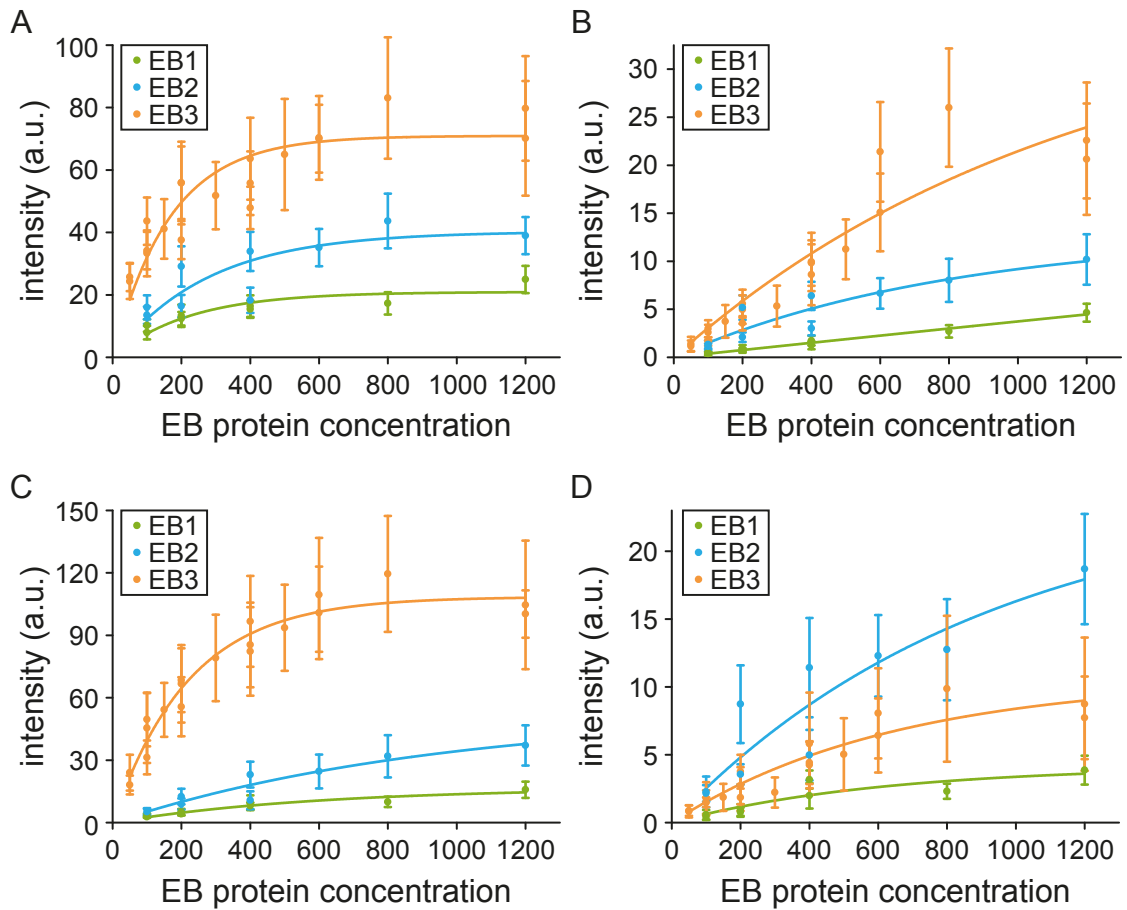 A
EB1
EB2
EB3
intensity (a.u.)
100
80
60
40
20
0
0 200 400 600 800 1000 1200
EB protein concentration
B
EB1
EB2
EB3
intensity (a.u.)
30
25
20
15
10
5
0
0 200 400 600 800 1000 1200
EB protein concentration
C
EB1
EB2
EB3
intensity (a.u.)
150
120
90
60
30
0
0 200 400 600 800 1000 1200
EB protein concentration
D
EB1
EB2
EB3
intensity (a.u.)
20
15
10
5
0
0 200 400 600 800 1000 1200
EB protein concentration